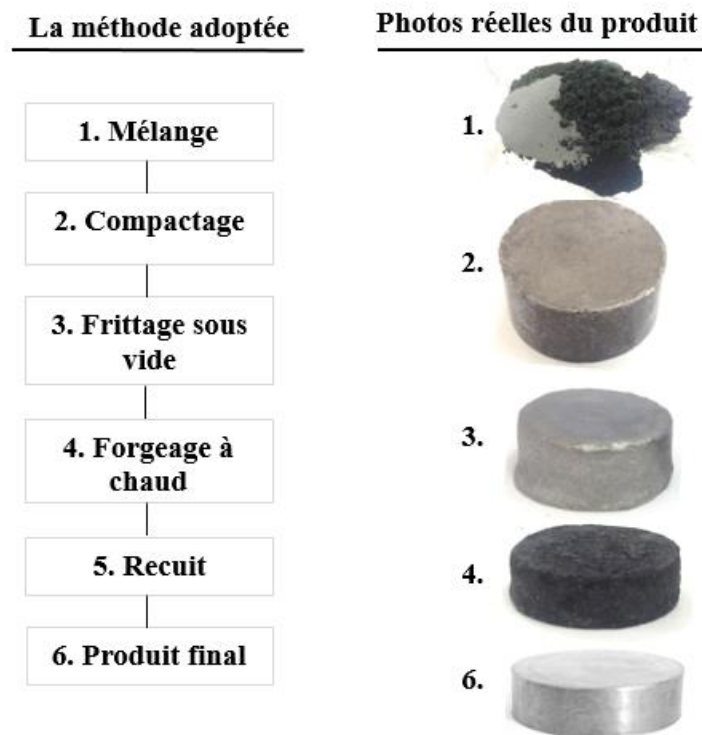 La méthode adoptée
1. Mélange
2. Compactage
3. Frittage sous
vide
4. Forgeage à
chaud
5. Recuit
6. Produit final
Photos réelles du produit
1.
2.
3.
4.
6.